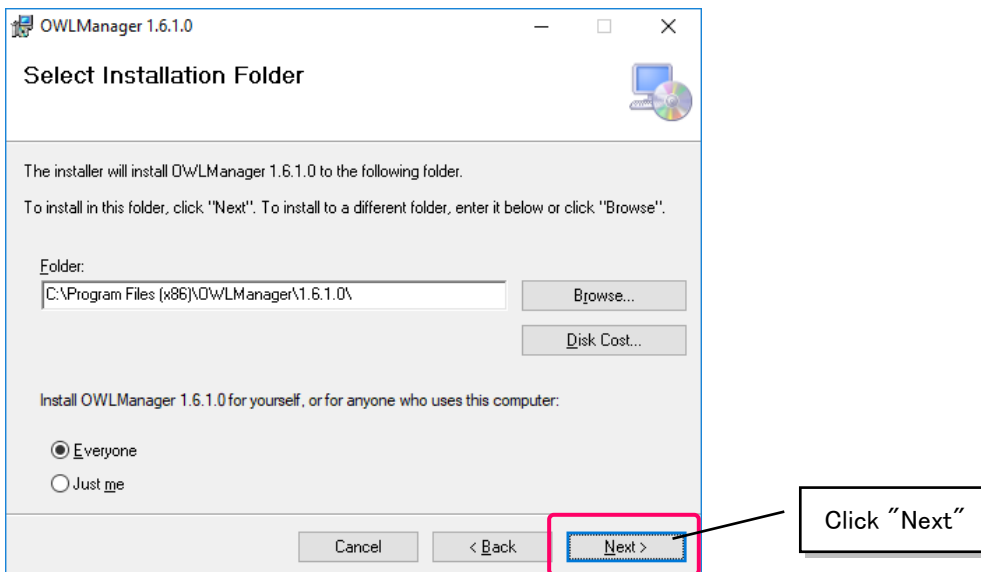 OWLManager 1.6.1.0
Select Installation Folder
The installer will install OWLManager 1.6.1.0 to the following folder.
To install in this folder, click "Next". To install to a different folder, enter it below or click "Browse".
Folder:
C:\Program Files (x86)\OWLManager\1.6.1.0\
Browse...
Disk Cost...
Install OWLManager 1.6.1.0 for yourself, or for anyone who uses this computer:
Everyone
Just me
Cancel
< Back
Next >
Click ″Next″